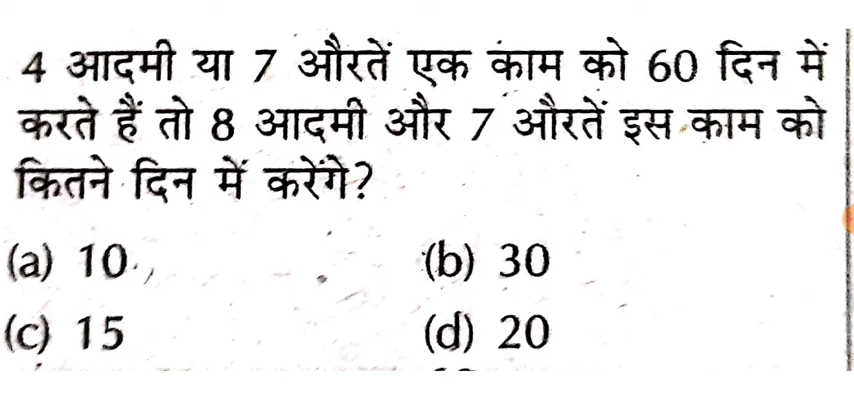 4 आदमी या 7 औरतें एक काम को 60 दिन में
करते हैं तो 8 आदमी और 7 औरतें इस काम को
कितने दिन में करेंगे?
(a) 10 (b) 30
(c) 15 (d) 20